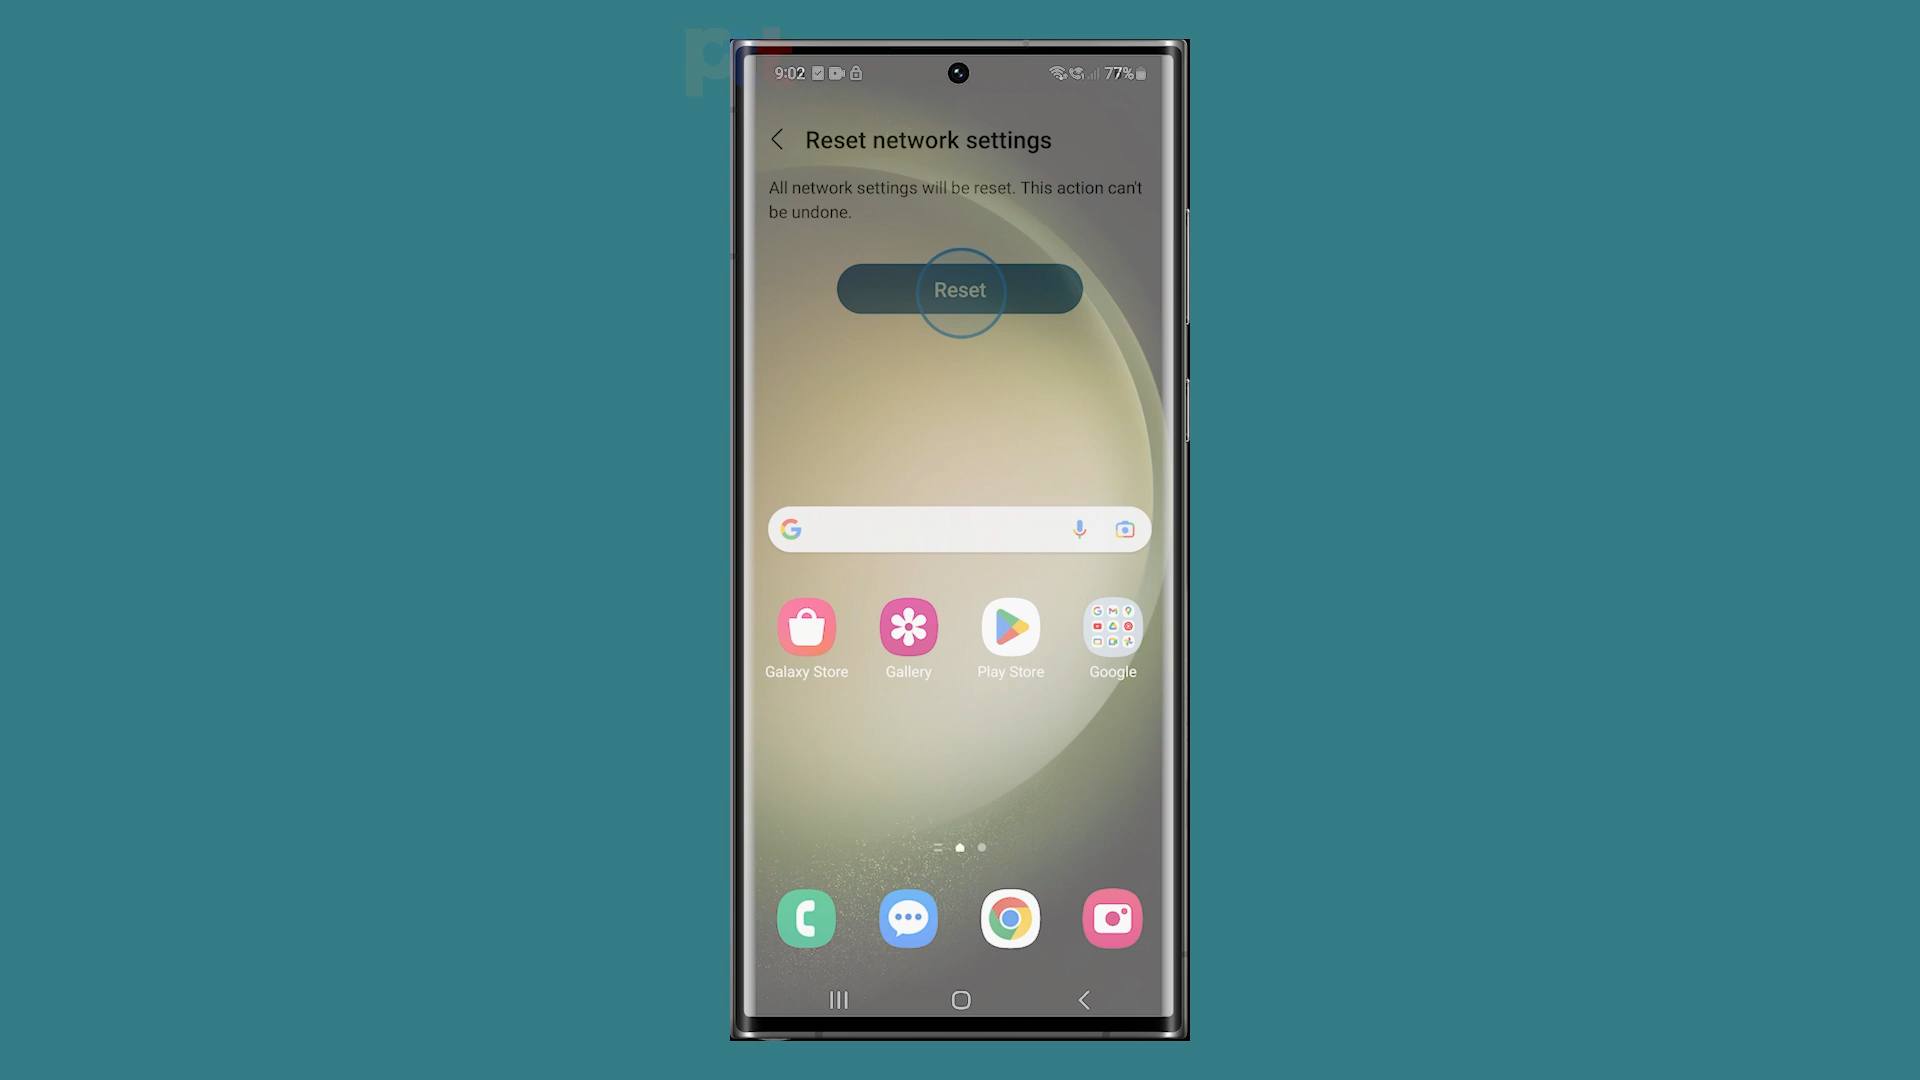 9:02
77%
Reset network settings
All network settings will be reset. This action can't
be undone.
Reset
Galaxy Store
Gallery
Play Store
Google